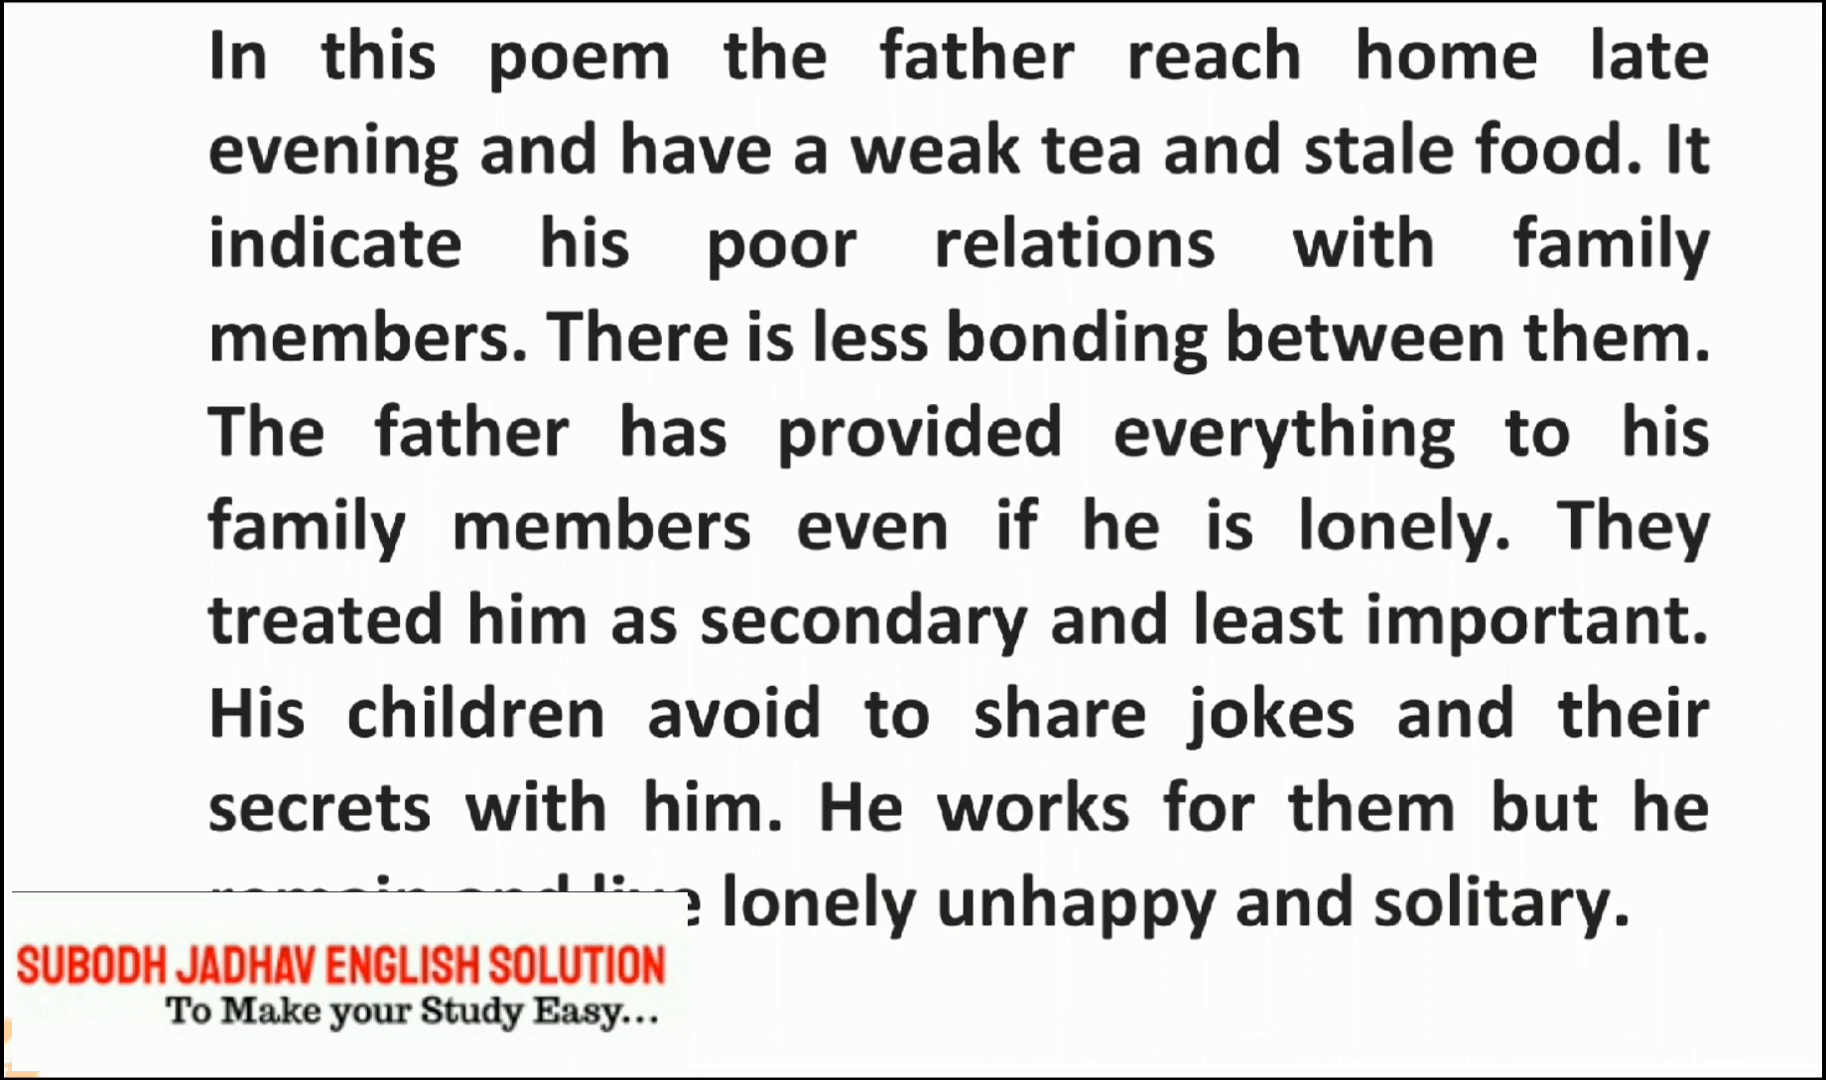 In this poem the father reach home late
evening and have a weak tea and stale food. It
indicate his poor relations with family
members. There is less bonding between them.
The father has provided everything to his
family members even if he is lonely. They
treated him as secondary and least important.
His children avoid to share jokes and their
secrets with him. He works for them but he
remain and live lonely unhappy and solitary.
SUBODH JADHAV ENGLISH SOLUTION
To Make your Study Easy...